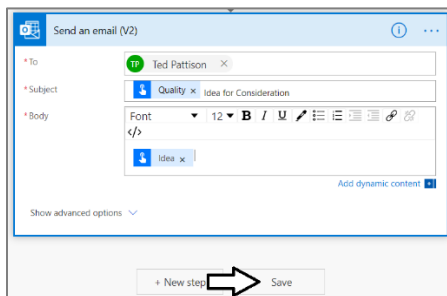 Send an email (V2)
* To
TP Ted Pattison ×
* Subject
Quality × Idea for Consideration
* Body
Font 12 B I U
</>
Idea ×
Add dynamic content
Show advanced options
+ New step Save